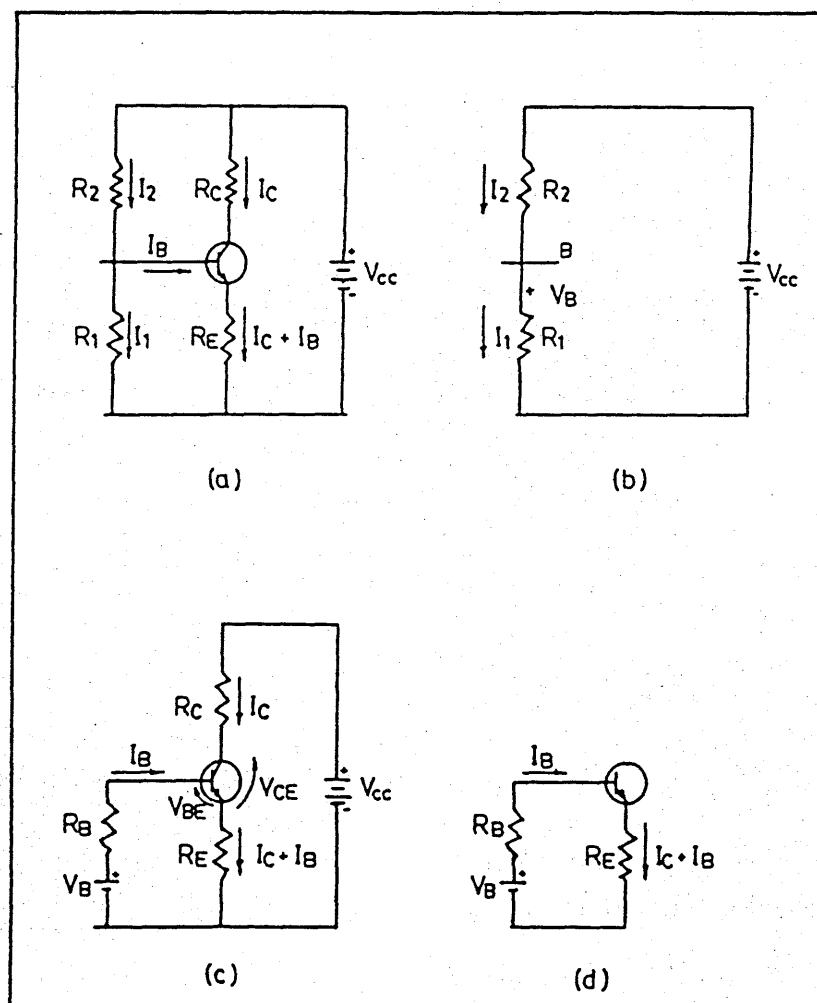 R2 I2 RC IC
IB
+
VCC
-
R1 I1 RE IC + IB
(a)
I2 R2
B
+ VB
+
VCC
-
I1 R1
(b)
RC IC
IB
VBE VCE
+
VCC
-
RB
RE IC + IB
+
VB
(c)
IB
RB
RE IC + IB
+
VB
(d)